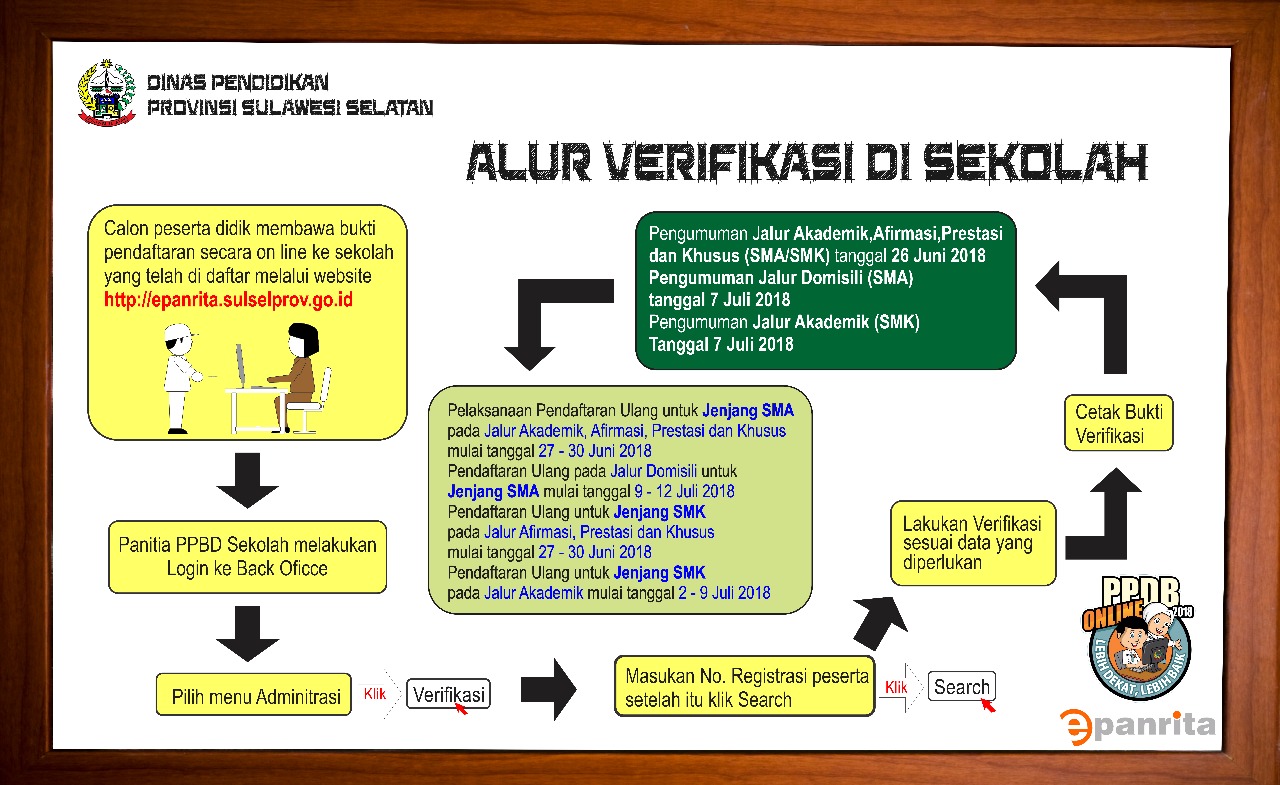 DINAS PENDIDIKAN
PROVINSI SULAWESI SELATAN
ALUR VERIFIKASI DI SEKOLAH
Calon peserta didik membawa bukti
pendaftaran secara on line ke sekolah
yang telah di daftar melalui website
http://epanrita.sulselprov.go.id
Panitia PPBD Sekolah melakukan
Login ke Back Oficce
Pilih menu Adminitrasi
Klik
Verifikasi
Masukan No. Registrasi peserta
setelah itu klik Search
Klik
Search
Lakukan Verifikasi
sesuai data yang
diperlukan
Cetak Bukti
Verifikasi
Pengumuman Jalur Akademik,Afirmasi,Prestasi
dan Khusus (SMA/SMK) tanggal 26 Juni 2018
Pengumuman Jalur Domisili (SMA)
tanggal 7 Juli 2018
Pengumuman Jalur Akademik (SMK)
Tanggal 7 Juli 2018
Pelaksanaan Pendaftaran Ulang untuk Jenjang SMA
pada Jalur Akademik, Afirmasi, Prestasi dan Khusus
mulai tanggal 27 - 30 Juni 2018
Pendaftaran Ulang pada Jalur Domisili untuk
Jenjang SMA mulai tanggal 9 - 12 Juli 2018
Pendaftaran Ulang untuk Jenjang SMK
pada Jalur Afirmasi, Prestasi dan Khusus
mulai tanggal 27 - 30 Juni 2018
Pendaftaran Ulang untuk Jenjang SMK
pada Jalur Akademik mulai tanggal 2 - 9 Juli 2018
PPDB
ONLINE 2018
LEBIH DEKAT, LEBIH BAIK
epanrita